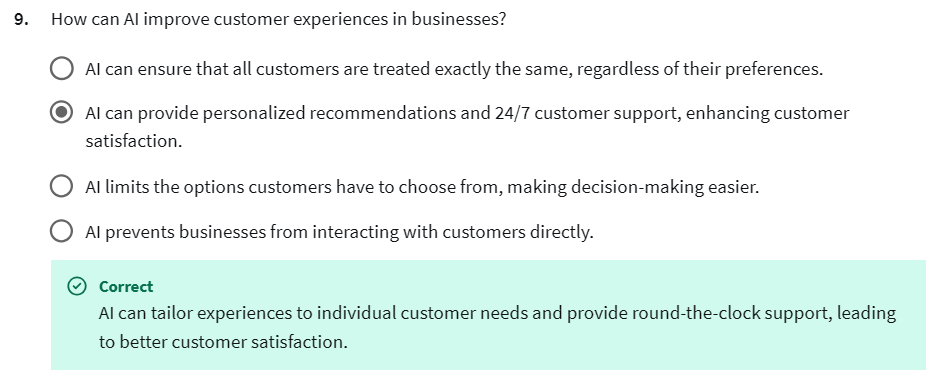 9. How can AI improve customer experiences in businesses?
AI can ensure that all customers are treated exactly the same, regardless of their preferences.
AI can provide personalized recommendations and 24/7 customer support, enhancing customer
satisfaction.
AI limits the options customers have to choose from, making decision-making easier.
AI prevents businesses from interacting with customers directly.
Correct
AI can tailor experiences to individual customer needs and provide round-the-clock support, leading
to better customer satisfaction.